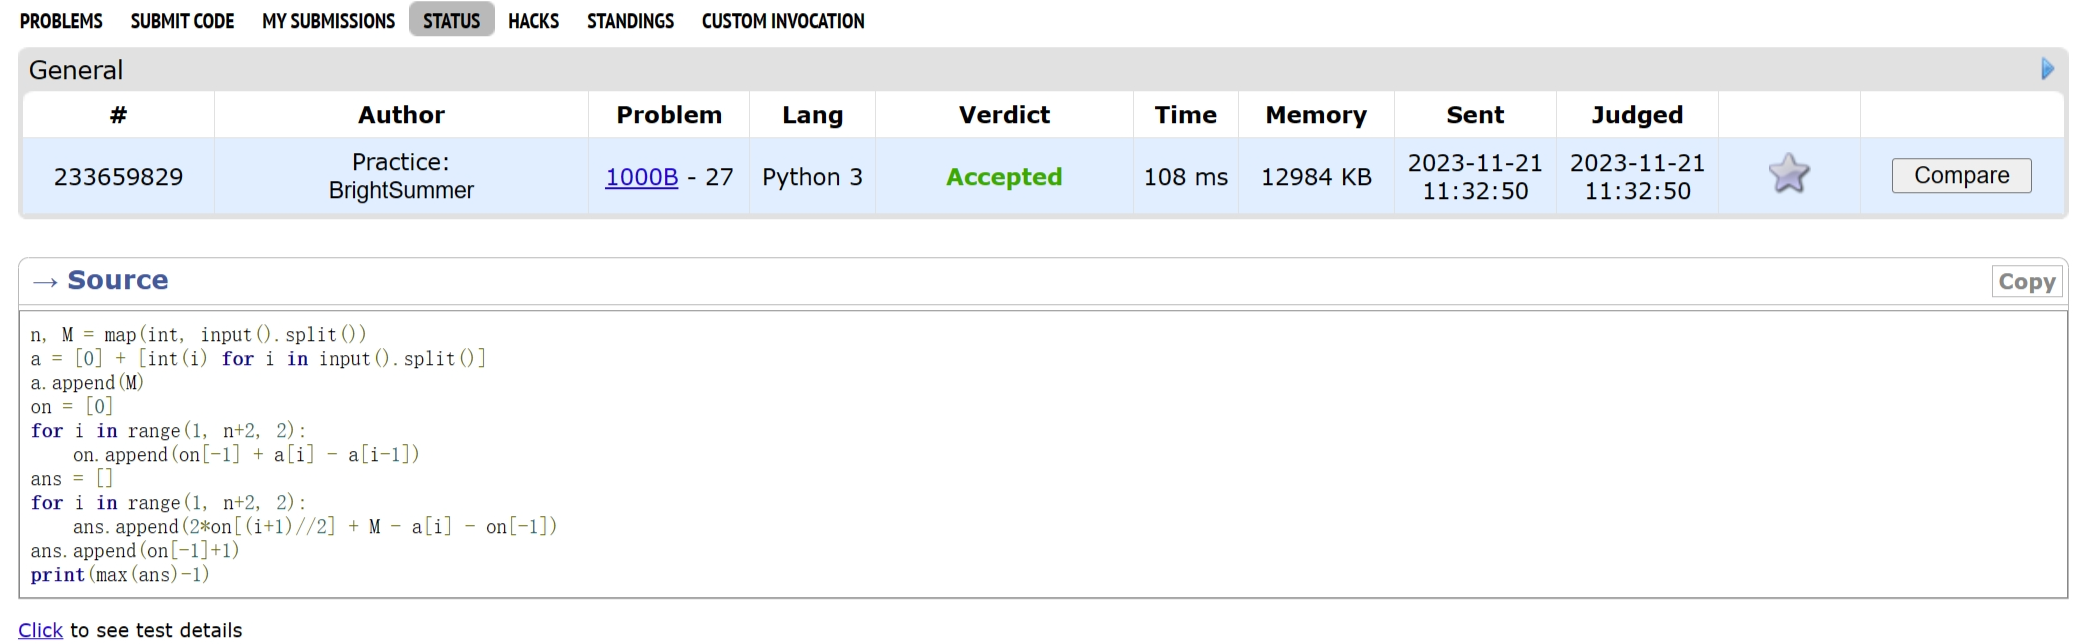 PROBLEMS SUBMIT CODE MY SUBMISSIONS STATUS HACKS STANDINGS CUSTOM INVOCATION
General
# Author Problem Lang Verdict Time Memory Sent Judged
233659829 Practice: BrightSummer 1000B - 27 Python 3 Accepted 108 ms 12984 KB 2023-11-21 11:32:50 2023-11-21 11:32:50 Compare
→ Source Copy
n, M = map(int, input().split())
a = [0] + [int(i) for i in input().split()]
a.append(M)
on = [0]
for i in range(1, n+2, 2):
    on.append(on[-1] + a[i] - a[i-1])
ans = []
for i in range(1, n+2, 2):
    ans.append(2*on[(i+1)//2] + M - a[i] - on[-1])
ans.append(on[-1]+1)
print(max(ans)-1)
Click to see test details